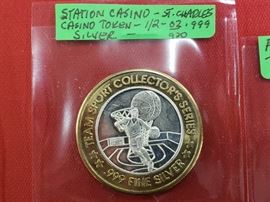 STATION CASINO - ST. CHARLES
CASINO TOKEN - 1/2 - OZ .999
SILVER -
TEAM SPORT COLLECTOR'S SERIES
.999 FINE SILVER